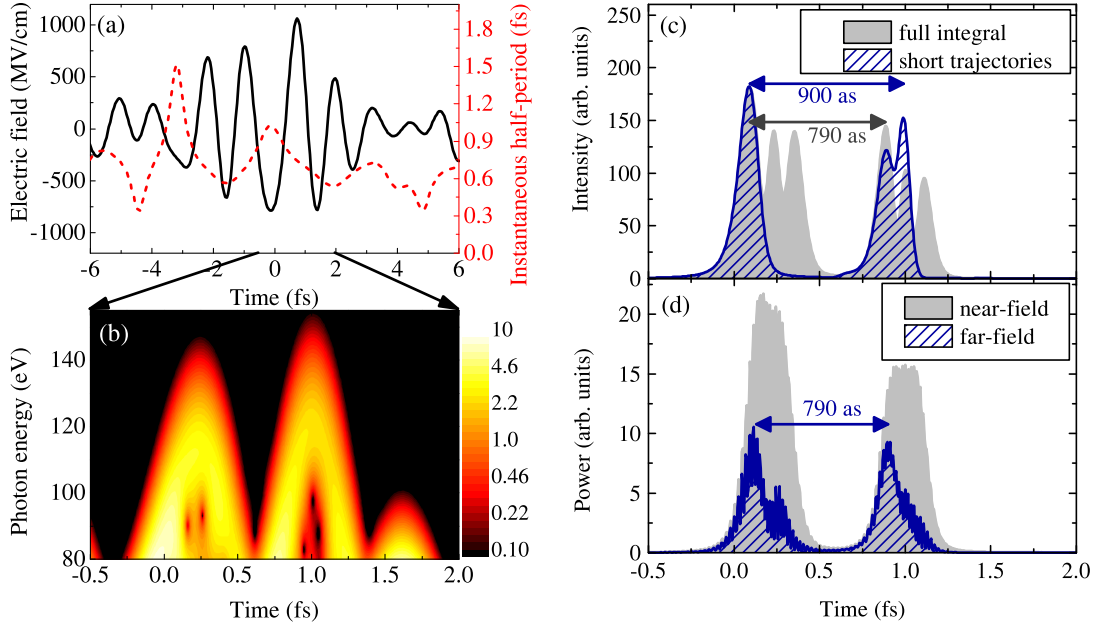 (a)
1000
500
0
-500
-1000
Electric field (MV/cm)
1.8
1.5
1.2
0.9
0.6
0.3
0.0
Instantaneous half-period (fs)
-6
-4
-2
0
2
4
6
Time (fs)
(b)
140
120
100
80
Photon energy (eV)
10
4.6
2.2
1.0
0.46
0.22
0.10
-0.5
0.0
0.5
1.0
1.5
2.0
Time (fs)
(c)
full integral
short trajectories
900 as
790 as
250
200
150
100
50
0
Intensity (arb. units)
(d)
near-field
far-field
790 as
20
15
10
5
0
Power (arb. units)
-0.5
0.0
0.5
1.0
1.5
2.0
Time (fs)